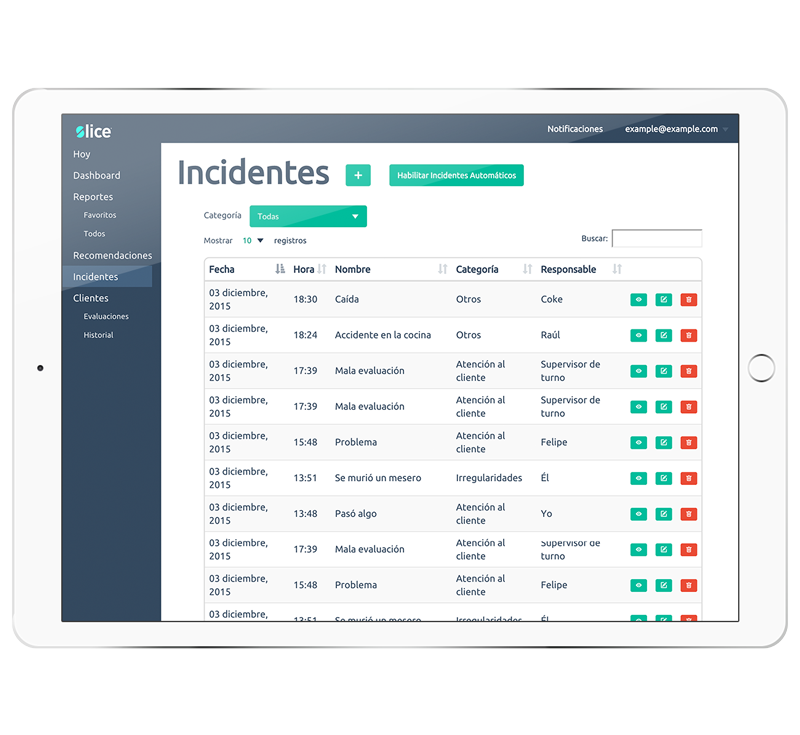 Slice
Notificaciones example@example.com
Hoy
Dashboard
Reportes
Favoritos
Todos
Recomendaciones
Incidentes
Clientes
Evaluaciones
Historial
Incidentes + Habilitar Incidentes Automáticos
Categoría Todas
Mostrar 10 registros Buscar:
Fecha Hora Nombre Categoría Responsable
03 diciembre, 2015 18:30 Caída Otros Coke
03 diciembre, 2015 18:24 Accidente en la cocina Otros Raúl
03 diciembre, 2015 17:39 Mala evaluación Atención al cliente Supervisor de turno
03 diciembre, 2015 17:39 Mala evaluación Atención al cliente Supervisor de turno
03 diciembre, 2015 15:48 Problema Atención al cliente Felipe
03 diciembre, 2015 13:51 Se murió un mesero Irregularidades Él
03 diciembre, 2015 13:48 Pasó algo Atención al cliente Yo
03 diciembre, 2015 17:39 Mala evaluación Atención al cliente Supervisor de turno
03 diciembre, 2015 15:48 Problema Atención al cliente Felipe
03 diciembre, 13:51 Se murió un mesero Irregularidades Él